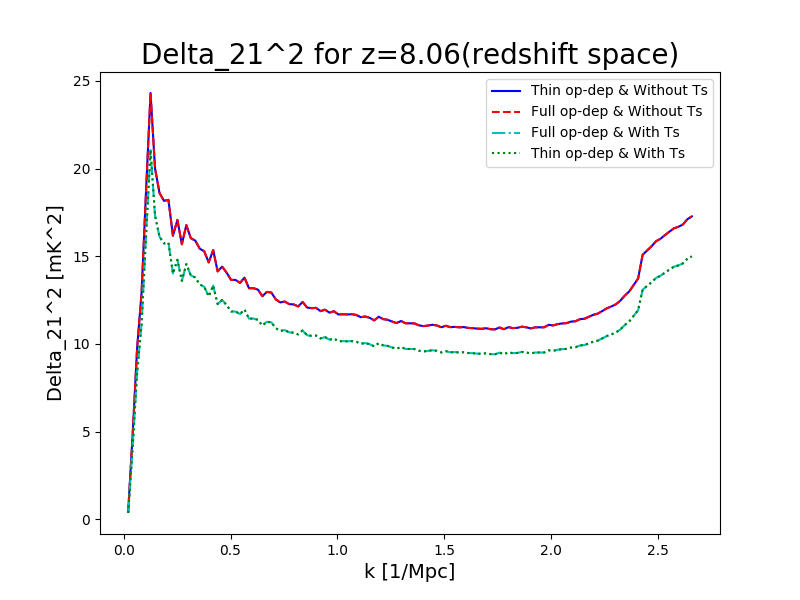 Delta_21^2 for z=8.06(redshift space)
Thin op-dep & Without Ts
Full op-dep & Without Ts
Full op-dep & With Ts
Thin op-dep & With Ts
Delta_21^2 [mK^2]
25
20
15
10
5
0
0.0
0.5
1.0
1.5
2.0
2.5
k [1/Mpc]